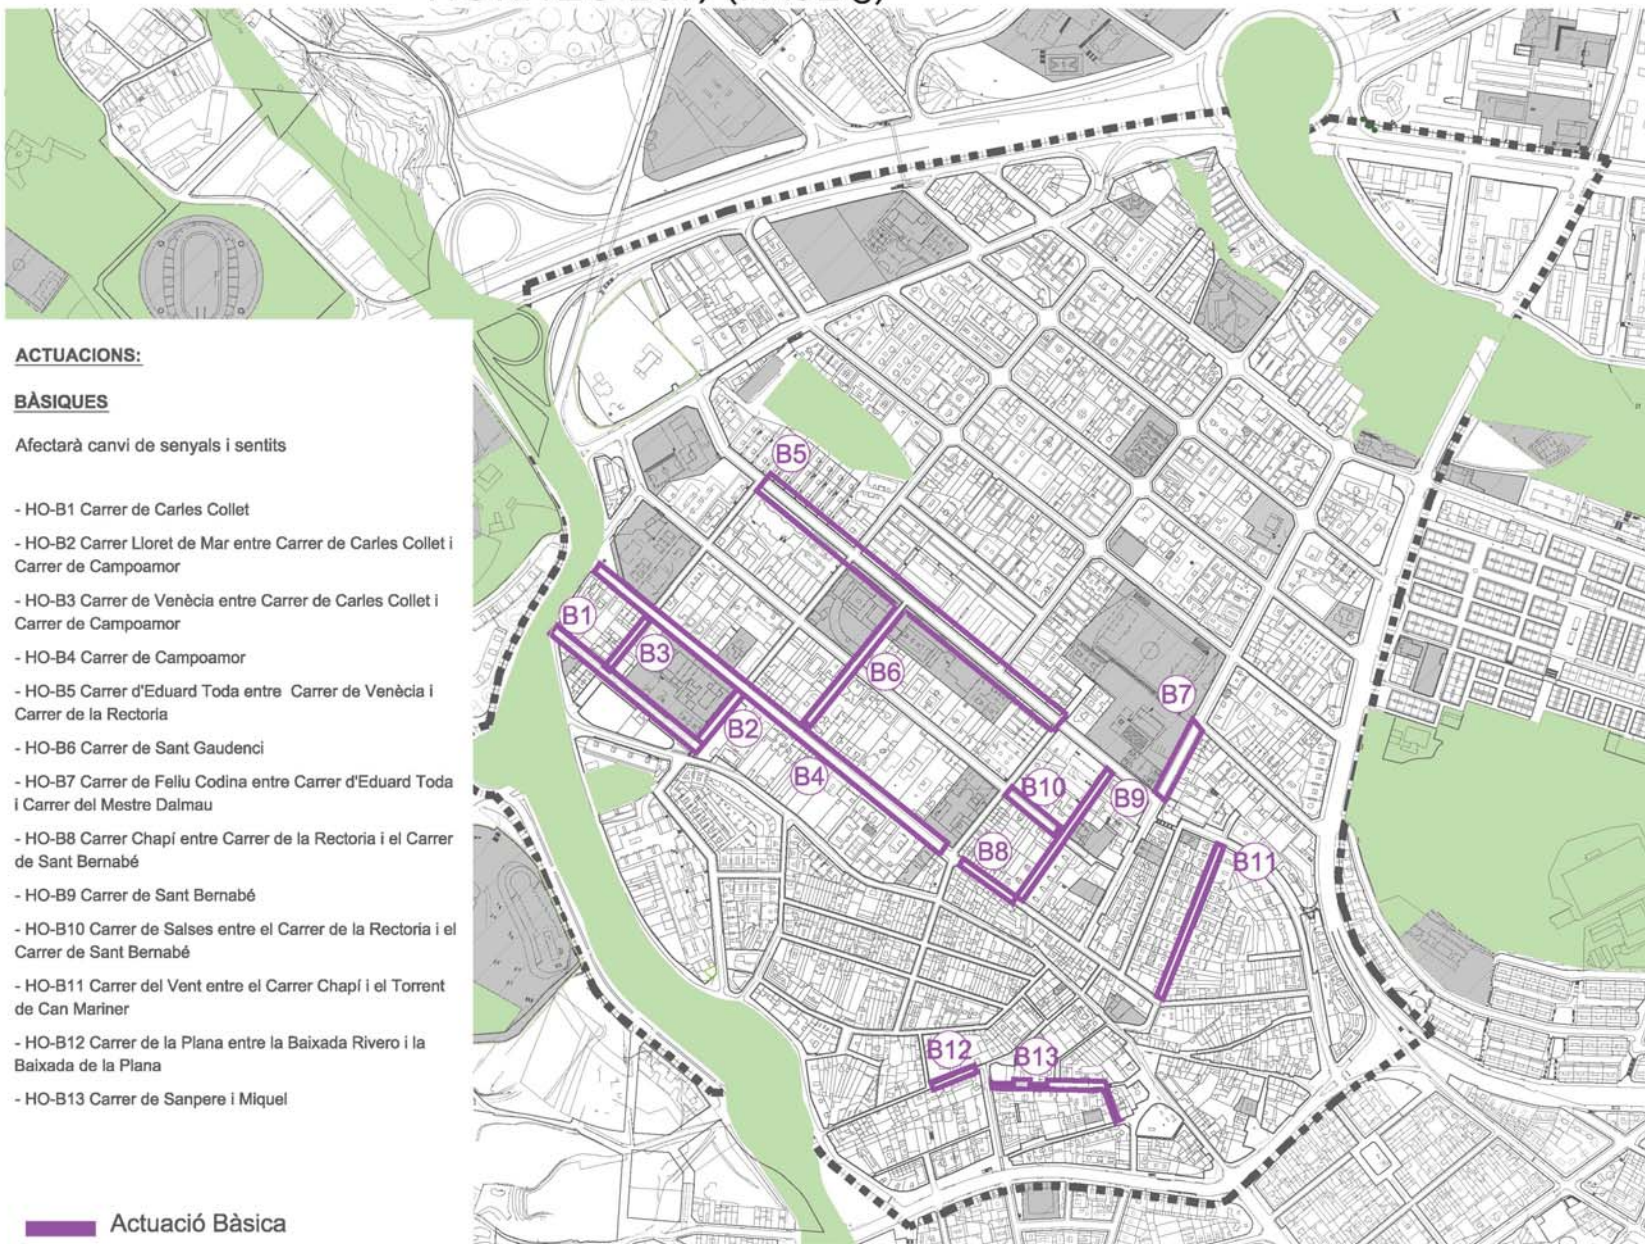 ACTUACIONS:
BÀSIQUES
Afectarà canvi de senyals i sentits
- HO-B1 Carrer de Carles Collet
- HO-B2 Carrer Lloret de Mar entre Carrer de Carles Collet i
Carrer de Campoamor
- HO-B3 Carrer de Venècia entre Carrer de Carles Collet i
Carrer de Campoamor
- HO-B4 Carrer de Campoamor
- HO-B5 Carrer d'Eduard Toda entre Carrer de Venècia i
Carrer de la Rectoria
- HO-B6 Carrer de Sant Gaudenci
- HO-B7 Carrer de Feliu Codina entre Carrer d'Eduard Toda
i Carrer del Mestre Dalmau
- HO-B8 Carrer Chapí entre Carrer de la Rectoria i el Carrer
de Sant Bernabé
- HO-B9 Carrer de Sant Bernabé
- HO-B10 Carrer de Salses entre el Carrer de la Rectoria i el
Carrer de Sant Bernabé
- HO-B11 Carrer del Vent entre el Carrer Chapí i el Torrent
de Can Mariner
- HO-B12 Carrer de la Plana entre la Baixada Rivero i la
Baixada de la Plana
- HO-B13 Carrer de Sanpere i Miquel
Actuació Bàsica
B5
B1
B3
B6
B2
B7
B4
B10
B9
B8
B11
B12
B13